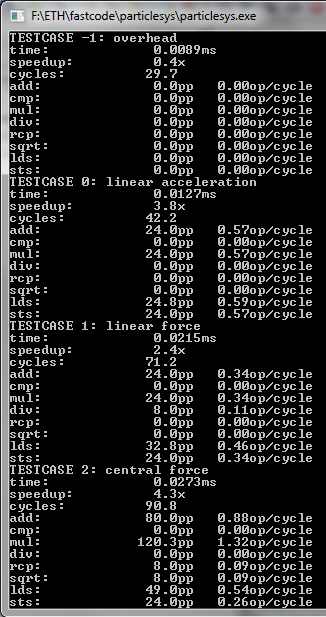 F:\ETH\fastcode\particlesys\particlesys.exe
TESTCASE -1: overhead
time: 0.0089ms
speedup: 0.4x
cycles: 29.7
add: 0.0pp 0.00op/cycle
cmp: 0.0pp 0.00op/cycle
mul: 0.0pp 0.00op/cycle
div: 0.0pp 0.00op/cycle
rcp: 0.0pp 0.00op/cycle
sqrt: 0.0pp 0.00op/cycle
lds: 0.0pp 0.00op/cycle
sts: 0.0pp 0.00op/cycle
TESTCASE 0: linear acceleration
time: 0.0127ms
speedup: 3.8x
cycles: 42.2
add: 24.0pp 0.57op/cycle
cmp: 0.0pp 0.00op/cycle
mul: 24.0pp 0.57op/cycle
div: 0.0pp 0.00op/cycle
rcp: 0.0pp 0.00op/cycle
sqrt: 0.0pp 0.00op/cycle
lds: 24.8pp 0.59op/cycle
sts: 24.0pp 0.57op/cycle
TESTCASE 1: linear force
time: 0.0215ms
speedup: 2.4x
cycles: 71.2
add: 24.0pp 0.34op/cycle
cmp: 0.0pp 0.00op/cycle
mul: 24.0pp 0.34op/cycle
div: 8.0pp 0.11op/cycle
rcp: 0.0pp 0.00op/cycle
sqrt: 0.0pp 0.00op/cycle
lds: 32.8pp 0.46op/cycle
sts: 24.0pp 0.34op/cycle
TESTCASE 2: central force
time: 0.0273ms
speedup: 4.3x
cycles: 90.8
add: 80.0pp 0.88op/cycle
cmp: 0.0pp 0.00op/cycle
mul: 120.3pp 1.32op/cycle
div: 0.0pp 0.00op/cycle
rcp: 8.0pp 0.09op/cycle
sqrt: 8.0pp 0.09op/cycle
lds: 49.0pp 0.54op/cycle
sts: 24.0pp 0.26op/cycle